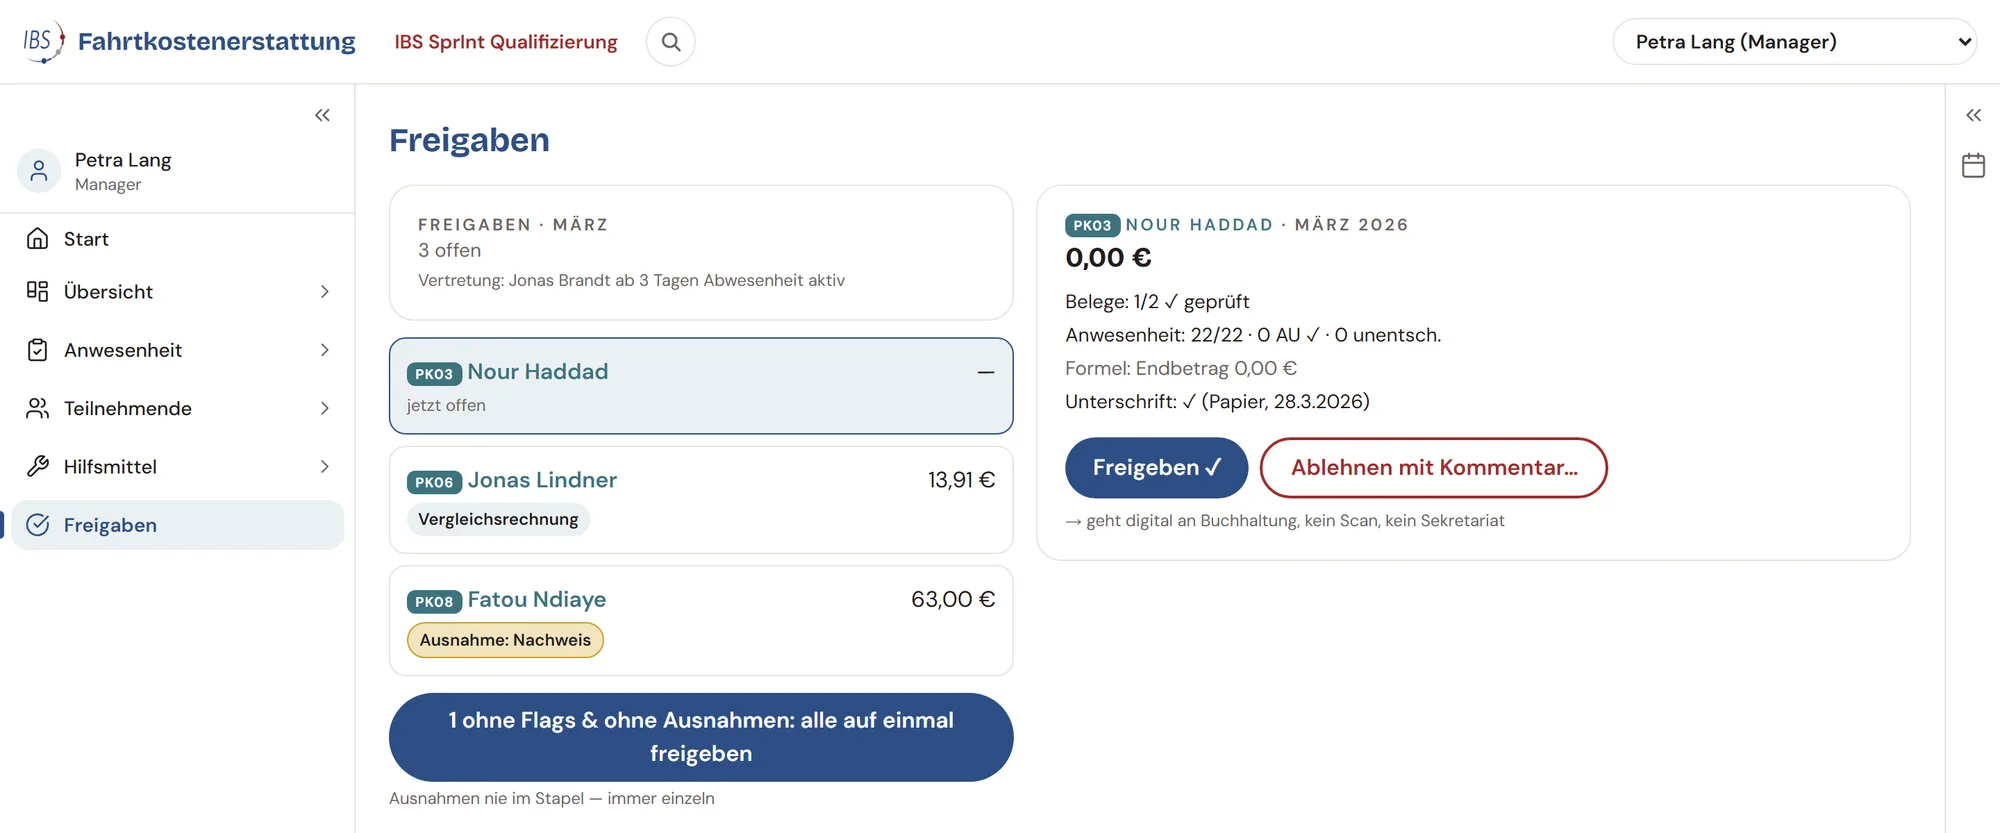 IBS Fahrtkostenerstattung IBS SprInt Qualifizierung Petra Lang (Manager)
Petra Lang
Manager
Start
Übersicht
Anwesenheit
Teilnehmende
Hilfsmittel
Freigaben
Freigaben
FREIGABEN · MÄRZ
3 offen
Vertretung: Jonas Brandt ab 3 Tagen Abwesenheit aktiv
PK03 Nour Haddad —
jetzt offen
PK06 Jonas Lindner 13,91 €
Vergleichsrechnung
PK08 Fatou Ndiaye 63,00 €
Ausnahme: Nachweis
1 ohne Flags & ohne Ausnahmen: alle auf einmal
freigeben
Ausnahmen nie im Stapel — immer einzeln
PK03 NOUR HADDAD · MÄRZ 2026
0,00 €
Belege: 1/2 ✓ geprüft
Anwesenheit: 22/22 · 0 AU ✓ · 0 unentsch.
Formel: Endbetrag 0,00 €
Unterschrift: ✓ (Papier, 28.3.2026)
Freigeben ✓ Ablehnen mit Kommentar…
→ geht digital an Buchhaltung, kein Scan, kein Sekretariat